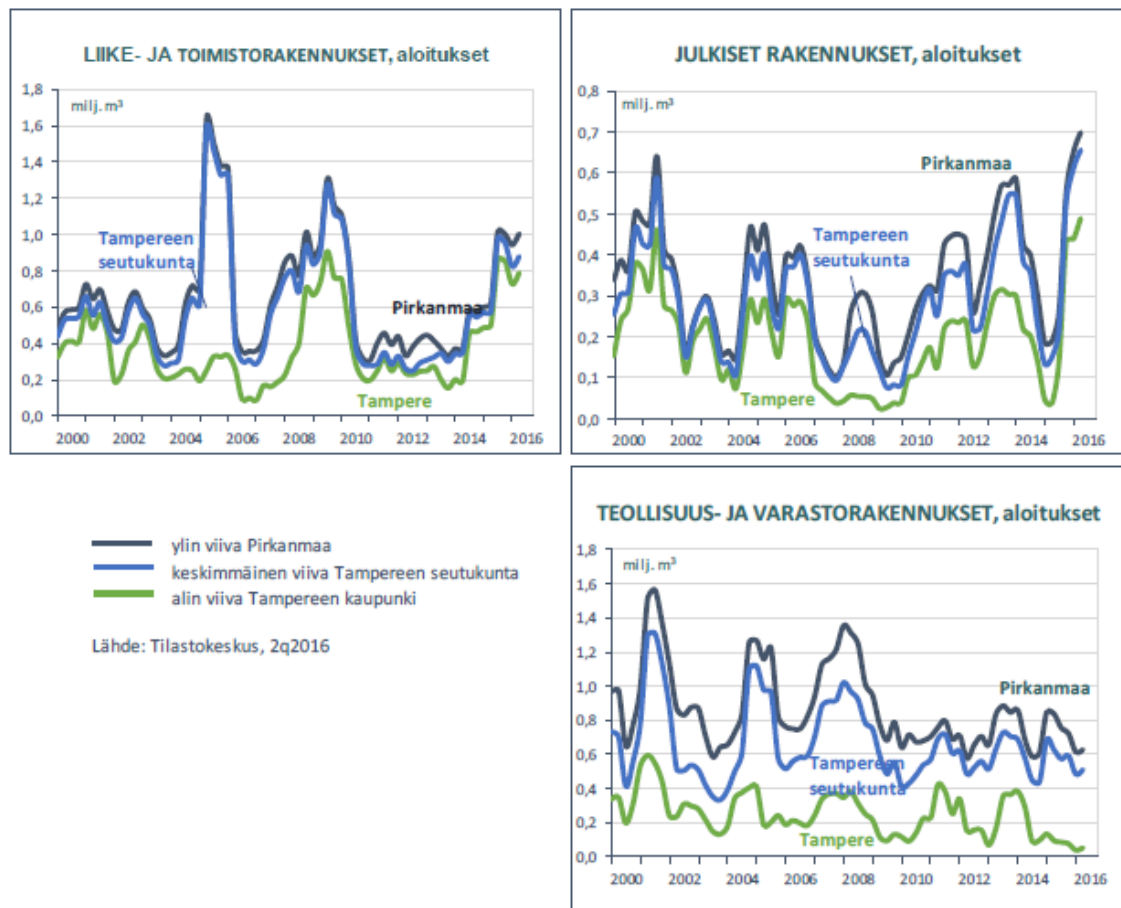 LIIKE- JA TOIMISTORAKENNUKSET, aloitukset
1,8
milj. m³
1,6
1,4
1,2
1,0
0,8
0,6
0,4
0,2
0,0
Tampereen
seutukunta
Pirkanmaa
Tampere
2000 2002 2004 2006 2008 2010 2012 2014 2016
JULKISET RAKENNUKSET, aloitukset
0,8
milj. m³
0,7
0,6
0,5
0,4
0,3
0,2
0,1
0,0
Pirkanmaa
Tampereen
seutukunta
Tampere
2000 2002 2004 2006 2008 2010 2012 2014 2016
ylin viiva Pirkanmaa
keskimmäinen viiva Tampereen seutukunta
alin viiva Tampereen kaupunki
Lähde: Tilastokeskus, 2q2016
TEOLLISUUS- JA VARASTORAKENNUKSET, aloitukset
1,8
milj. m³
1,6
1,4
1,2
1,0
0,8
0,6
0,4
0,2
0,0
Pirkanmaa
Tampereen
seutukunta
Tampere
2000 2002 2004 2006 2008 2010 2012 2014 2016